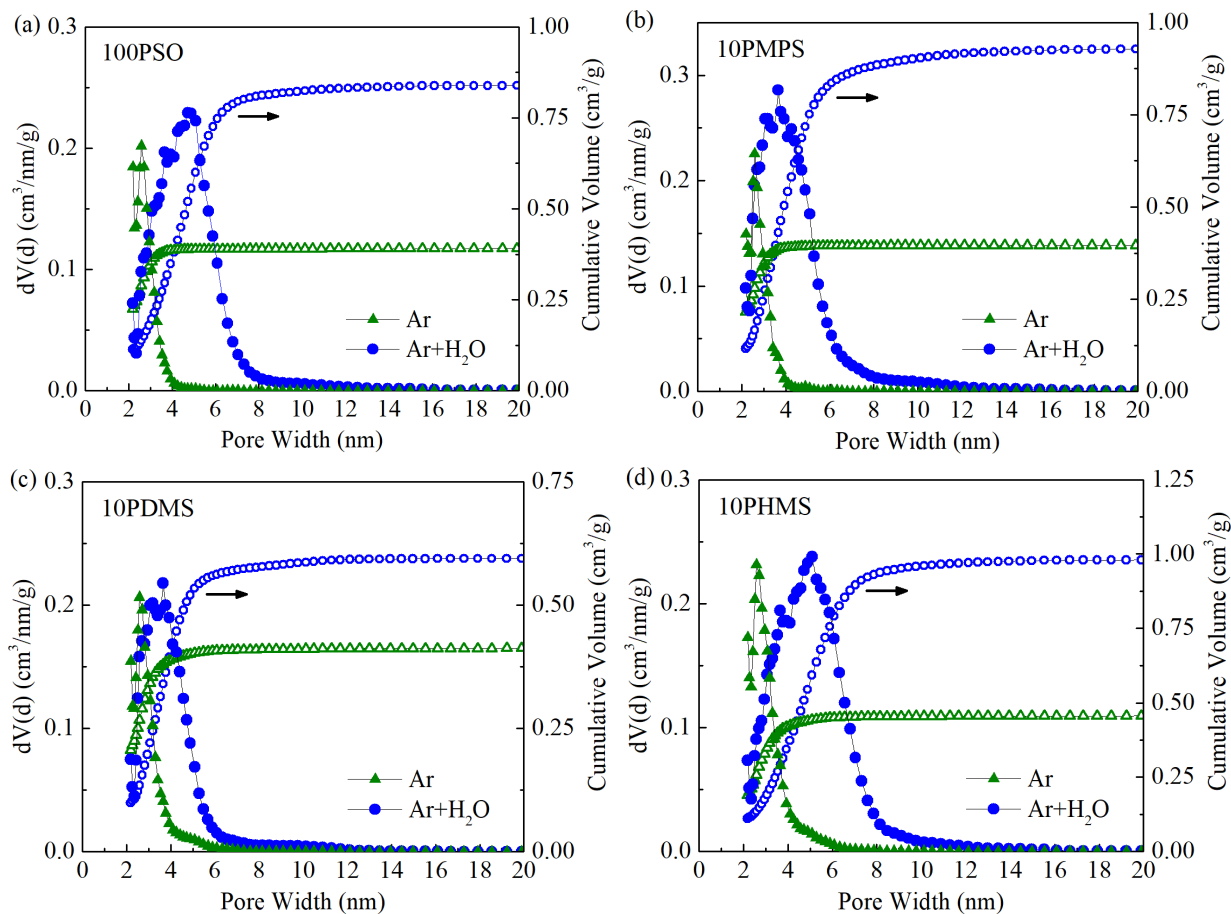 (a)
100PSO
0.3
0.2
0.1
0.0
dV(d) (cm³/nm/g)
1.00
0.75
0.50
0.25
0.00
Cumulative Volume (cm³/g)
Ar
Ar+H₂O
0 2 4 6 8 10 12 14 16 18 20
Pore Width (nm)
(b)
10PMPS
0.3
0.2
0.1
0.0
dV(d) (cm³/nm/g)
1.00
0.75
0.50
0.25
0.00
Cumulative Volume (cm³/g)
Ar
Ar+H₂O
0 2 4 6 8 10 12 14 16 18 20
Pore Width (nm)
(c)
10PDMS
0.3
0.2
0.1
0.0
dV(d) (cm³/nm/g)
0.75
0.50
0.25
0.00
Cumulative Volume (cm³/g)
Ar
Ar+H₂O
0 2 4 6 8 10 12 14 16 18 20
Pore Width (nm)
(d)
10PHMS
0.3
0.2
0.1
0.0
dV(d) (cm³/nm/g)
1.25
1.00
0.75
0.50
0.25
0.00
Cumulative Volume (cm³/g)
Ar
Ar+H₂O
0 2 4 6 8 10 12 14 16 18 20
Pore Width (nm)